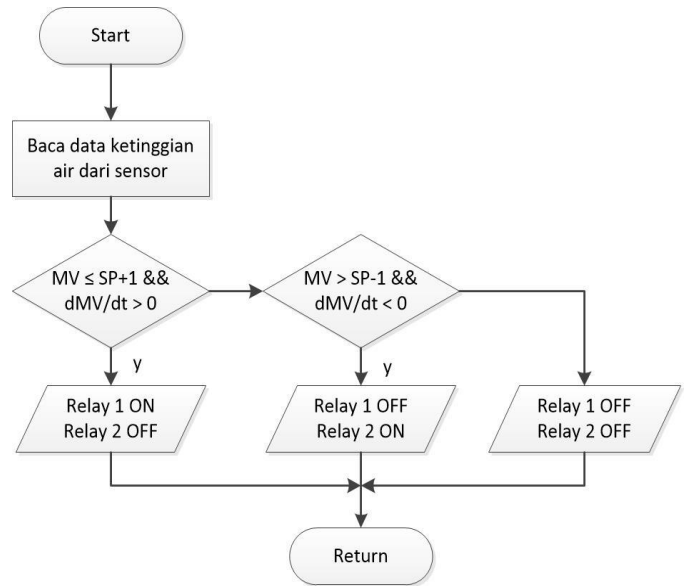 Start
Baca data ketinggian
air dari sensor
MV ≤ SP+1 &&
dMV/dt > 0
MV > SP-1 &&
dMV/dt < 0
y
y
Relay 1 ON
Relay 2 OFF
Relay 1 OFF
Relay 2 ON
Relay 1 OFF
Relay 2 OFF
Return